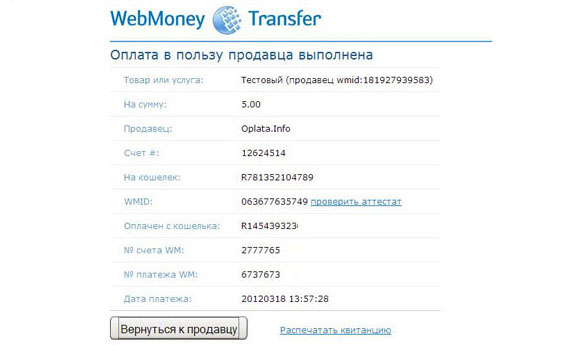 WebMoney Transfer
Оплата в пользу продавца выполнена
Товар или услуга: Тестовый (продавец wmid:181927939583)
На сумму: 5.00
Продавец: Oplata.Info
Счет #: 12624514
На кошелек: R781352104789
WMID: 063677635749 проверить аттестат
Оплачен с кошелька: R145439323
№ счета WM: 2777765
№ платежа WM: 6737673
Дата платежа: 20120318 13:57:28
Вернуться к продавцу Распечатать квитанцию